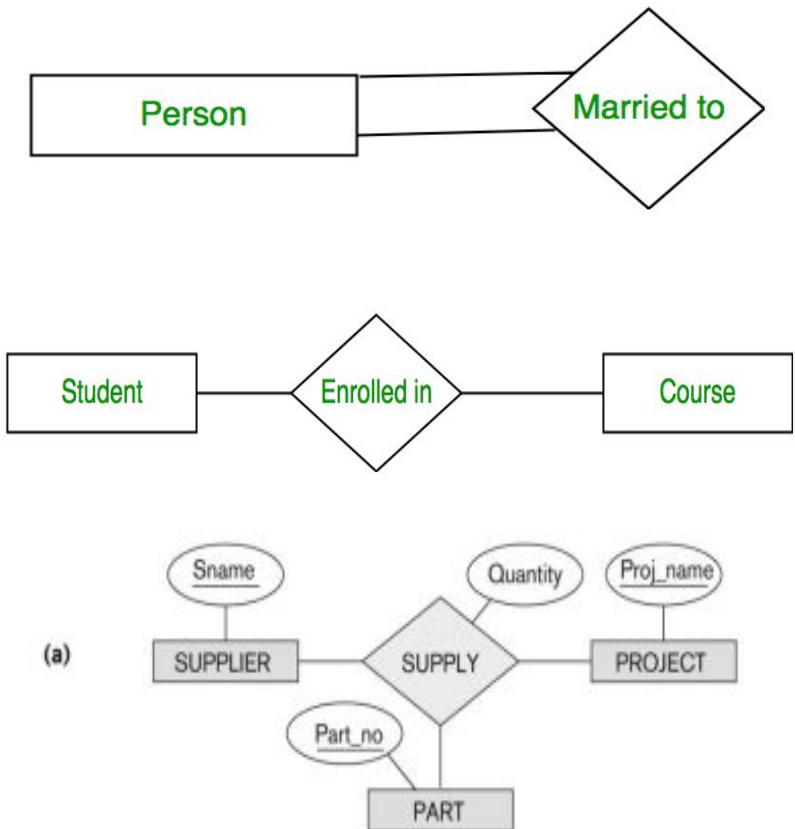 Person
Married to
Student
Enrolled in
Course
Sname
Quantity
Proj_name
(a)
SUPPLIER
SUPPLY
PROJECT
Part_no
PART